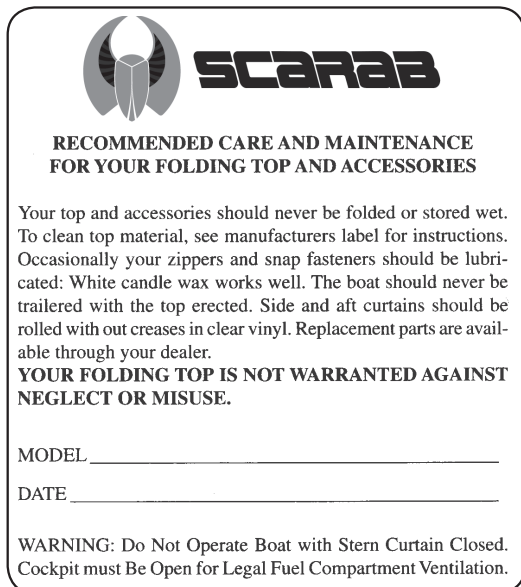 SCARAB
RECOMMENDED CARE AND MAINTENANCE
FOR YOUR FOLDING TOP AND ACCESSORIES
Your top and accessories should never be folded or stored wet.
To clean top material, see manufacturers label for instructions.
Occasionally your zippers and snap fasteners should be lubri-
cated: White candle wax works well. The boat should never be
trailered with the top erected. Side and aft curtains should be
rolled with out creases in clear vinyl. Replacement parts are avail-
able through your dealer.
YOUR FOLDING TOP IS NOT WARRANTED AGAINST
NEGLECT OR MISUSE.
MODEL
DATE
WARNING: Do Not Operate Boat with Stern Curtain Closed.
Cockpit must Be Open for Legal Fuel Compartment Ventilation.